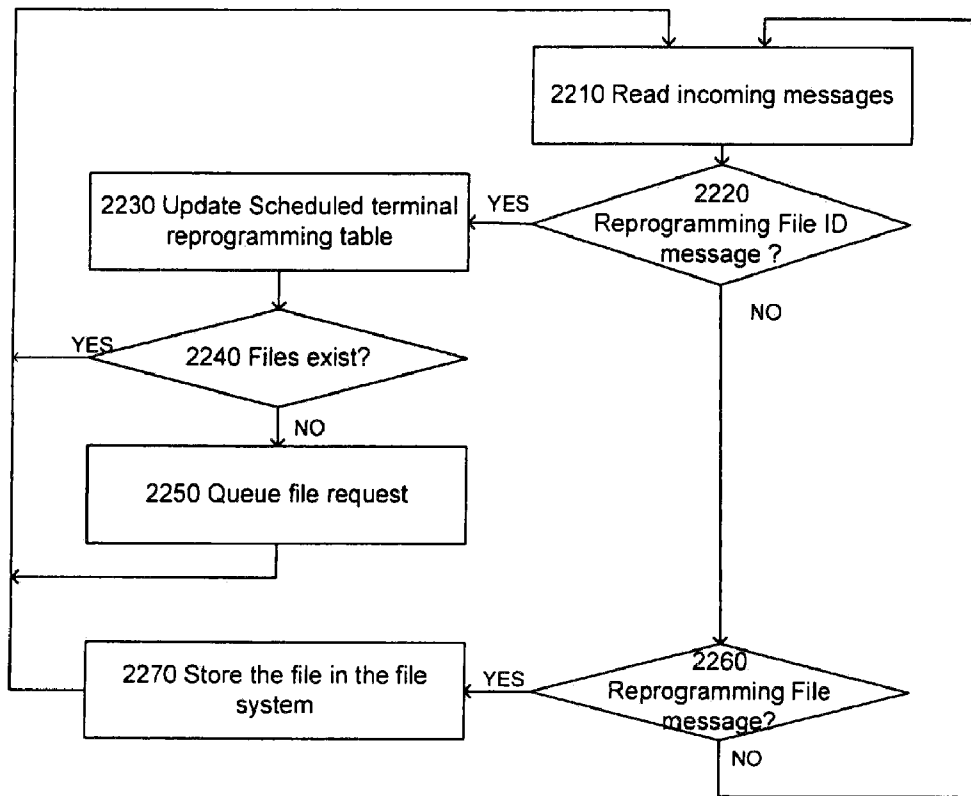 2210 Read incoming messages
2220
Reprogramming File ID
message ?
YES
NO
2230 Update Scheduled terminal
reprogramming table
2240 Files exist?
YES
NO
2250 Queue file request
2260
Reprogramming File
message?
YES
NO
2270 Store the file in the file
system